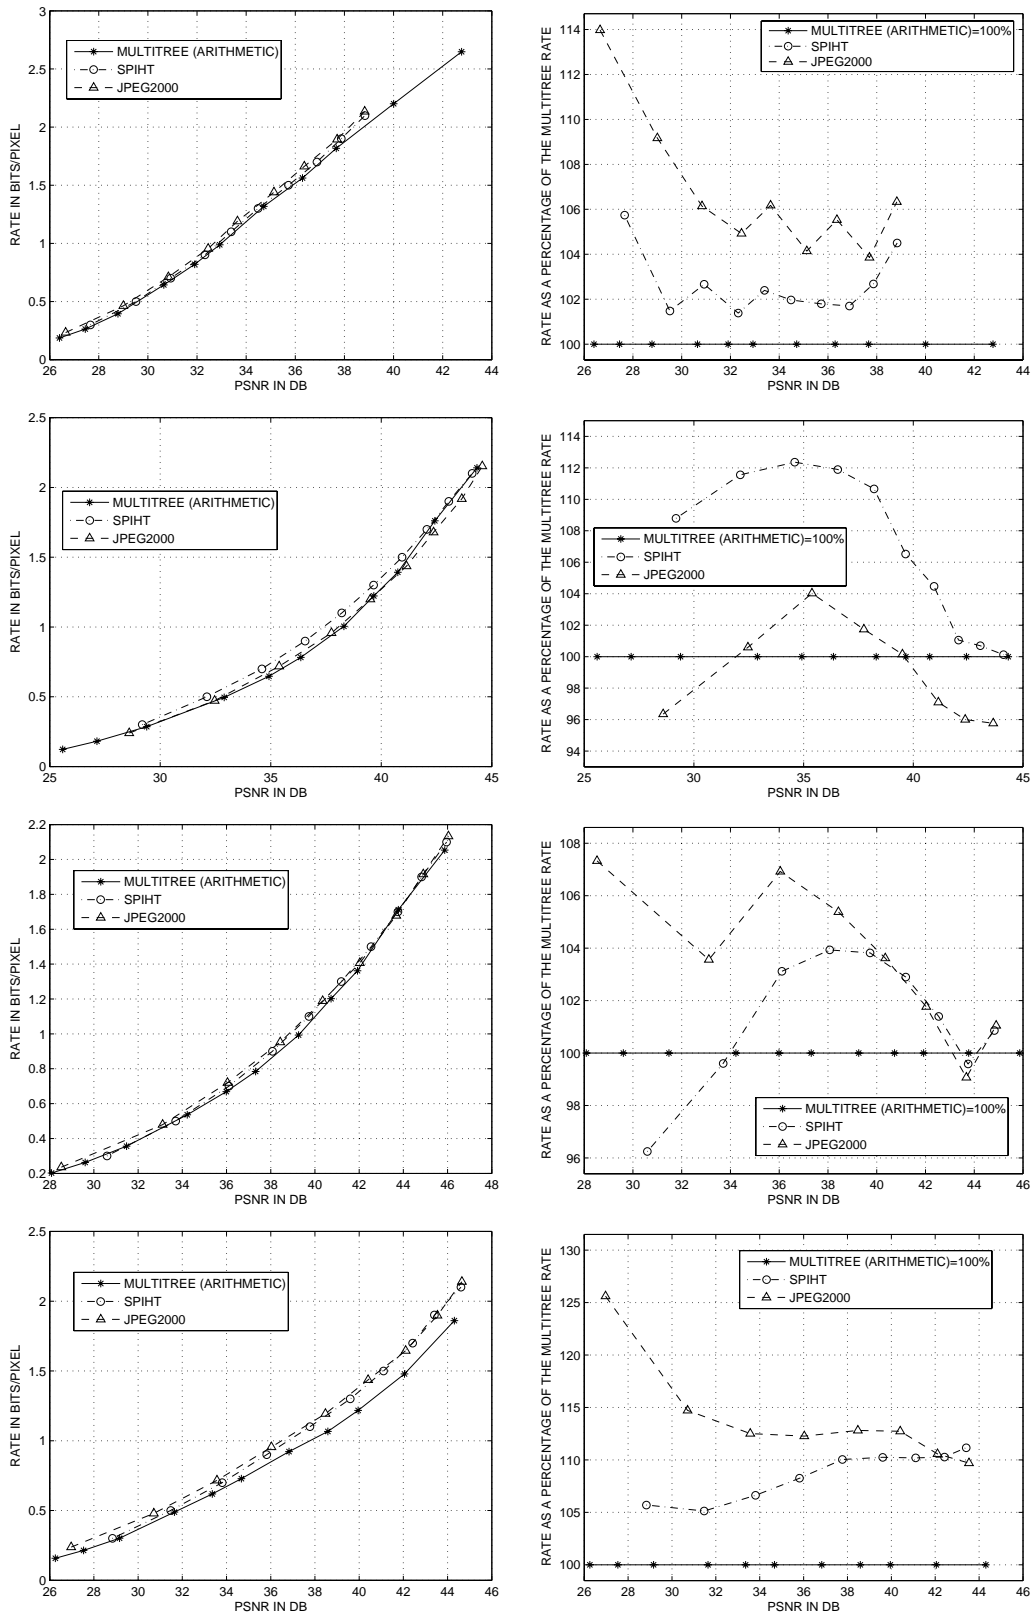 RATE IN BITS/PIXEL
3
2.5
2
1.5
1
0.5
0
MULTITREE (ARITHMETIC)
SPIHT
JPEG2000
26 28 30 32 34 36 38 40 42 44
PSNR IN DB
RATE AS A PERCENTAGE OF THE MULTITREE RATE
114
112
110
108
106
104
102
100
MULTITREE (ARITHMETIC)=100%
SPIHT
JPEG2000
26 28 30 32 34 36 38 40 42 44
PSNR IN DB
RATE IN BITS/PIXEL
2.5
2
1.5
1
0.5
0
MULTITREE (ARITHMETIC)
SPIHT
JPEG2000
25 30 35 40 45
PSNR IN DB
RATE AS A PERCENTAGE OF THE MULTITREE RATE
114
112
110
108
106
104
102
100
98
96
94
MULTITREE (ARITHMETIC)=100%
SPIHT
JPEG2000
25 30 35 40 45
PSNR IN DB
RATE IN BITS/PIXEL
2.2
2
1.8
1.6
1.4
1.2
1
0.8
0.6
0.4
0.2
MULTITREE (ARITHMETIC)
SPIHT
JPEG2000
28 30 32 34 36 38 40 42 44 46 48
PSNR IN DB
RATE AS A PERCENTAGE OF THE MULTITREE RATE
108
106
104
102
100
98
96
MULTITREE (ARITHMETIC)=100%
SPIHT
JPEG2000
28 30 32 34 36 38 40 42 44 46
PSNR IN DB
RATE IN BITS/PIXEL
2.5
2
1.5
1
0.5
0
MULTITREE (ARITHMETIC)
SPIHT
JPEG2000
26 28 30 32 34 36 38 40 42 44 46
PSNR IN DB
RATE AS A PERCENTAGE OF THE MULTITREE RATE
130
125
120
115
110
105
100
MULTITREE (ARITHMETIC)=100%
SPIHT
JPEG2000
26 28 30 32 34 36 38 40 42 44 46
PSNR IN DB